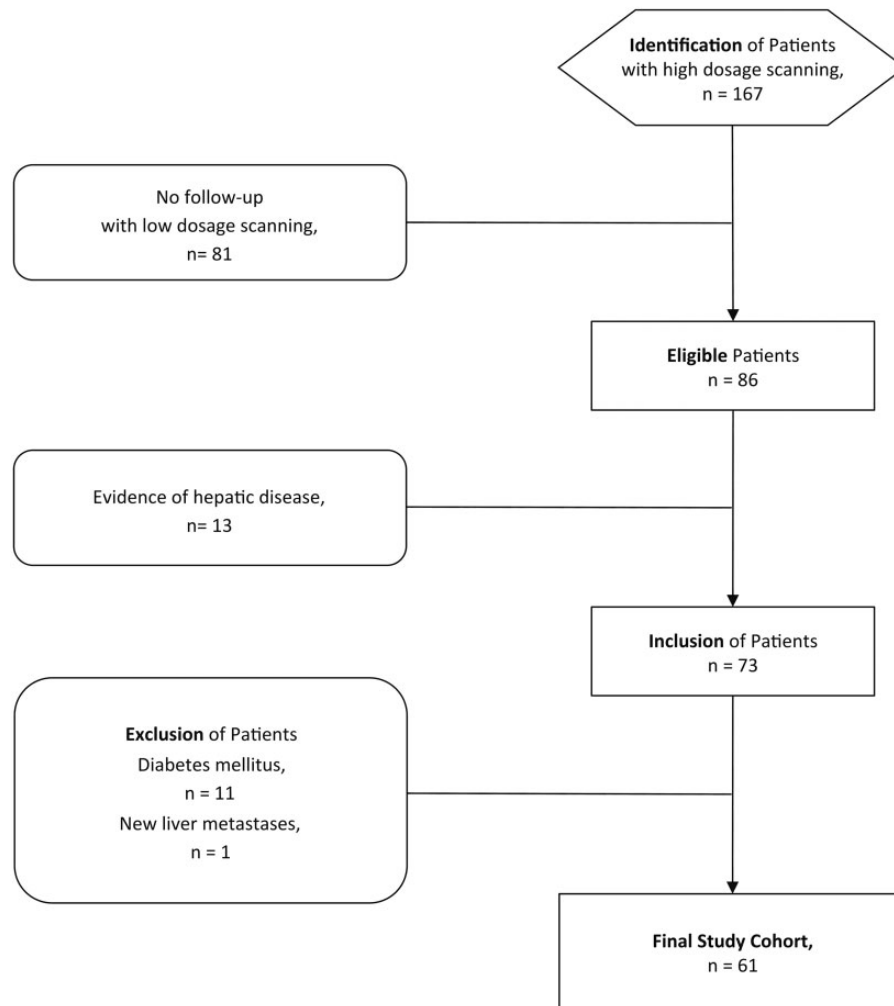 Identification of Patients
with high dosage scanning,
n = 167
No follow-up
with low dosage scanning,
n= 81
Eligible Patients
n = 86
Evidence of hepatic disease,
n= 13
Inclusion of Patients
n = 73
Exclusion of Patients
Diabetes mellitus,
n = 11
New liver metastases,
n = 1
Final Study Cohort,
n = 61